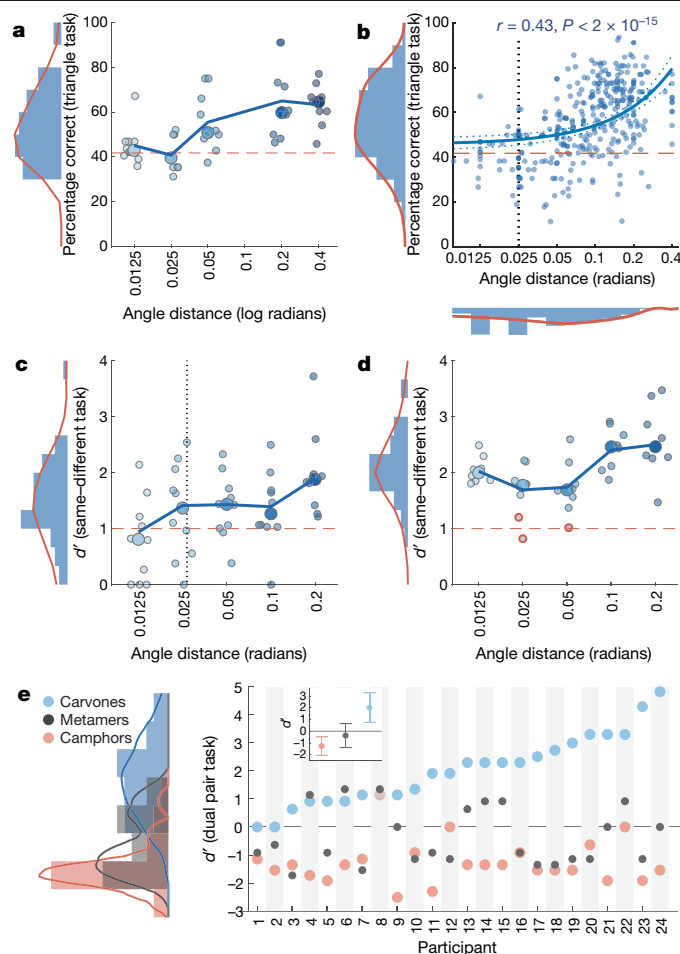 a
Percentage correct (triangle task)
100
80
60
40
20
0
0.0125
0.025
0.05
0.1
0.2
0.4
Angle distance (log radians)
b
r = 0.43, P < 2 × 10⁻¹⁵
Percentage correct (triangle task)
100
80
60
40
20
0
0.0125 0.025 0.05 0.1 0.2 0.4
Angle distance (radians)
c
d′ (same–different task)
4
3
2
1
0
0.0125
0.025
0.05
0.1
0.2
Angle distance (radians)
d
d′ (same–different task)
4
3
2
1
0
0.0125
0.025
0.05
0.1
0.2
Angle distance (radians)
e
Carvones
Metamers
Camphors
d′ (dual pair task)
5
4
3
2
1
0
−1
−2
−3
d′
3
2
1
0
−1
−2
1 2 3 4 5 6 7 8 9 10 11 12 13 14 15 16 17 18 19 20 21 22 23 24
Participant